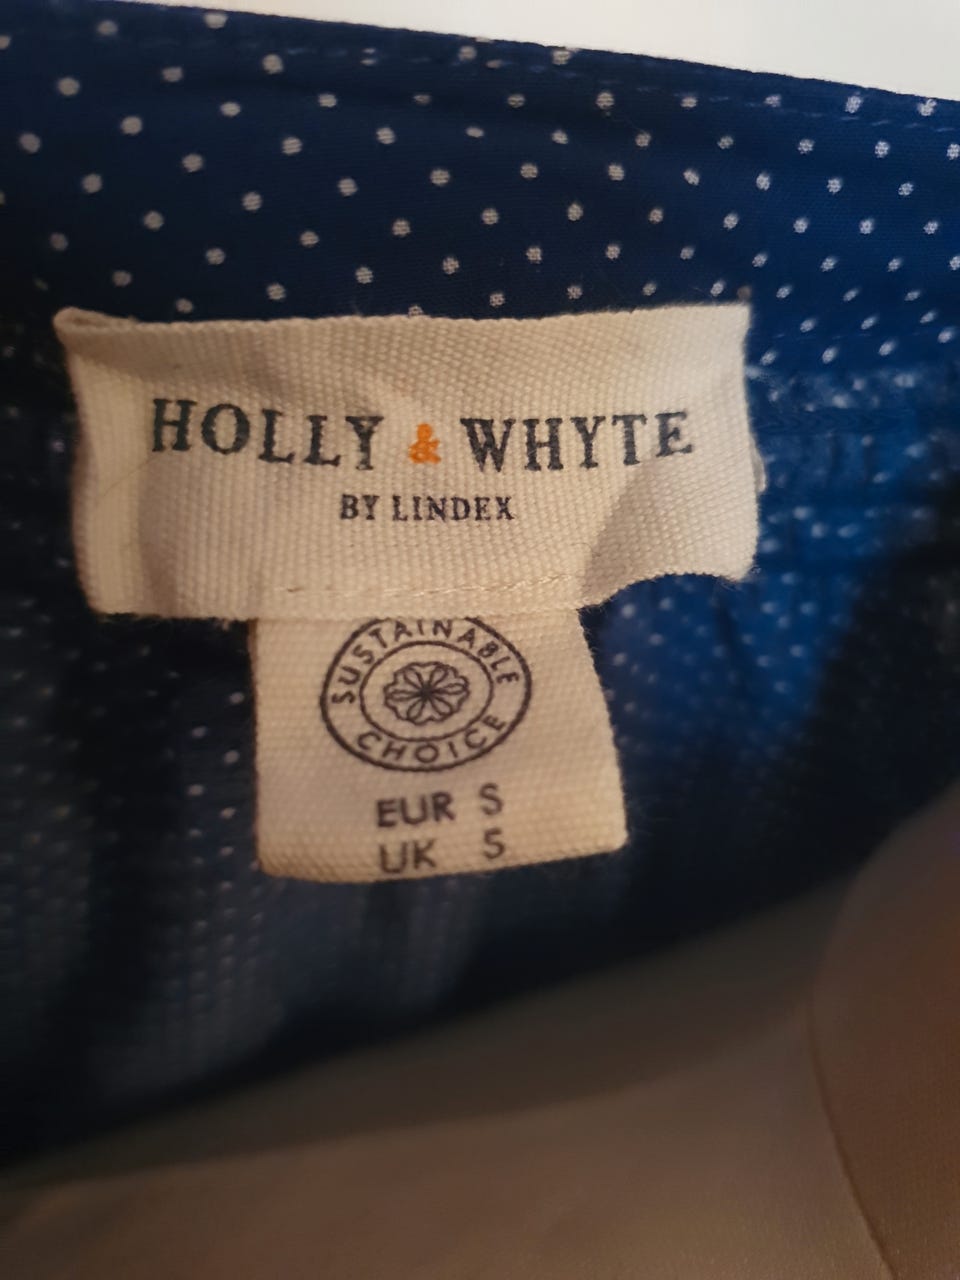 HOLLY & WHYTE
BY LINDEX
SUSTAINABLE
CHOICE
EUR S
UK S